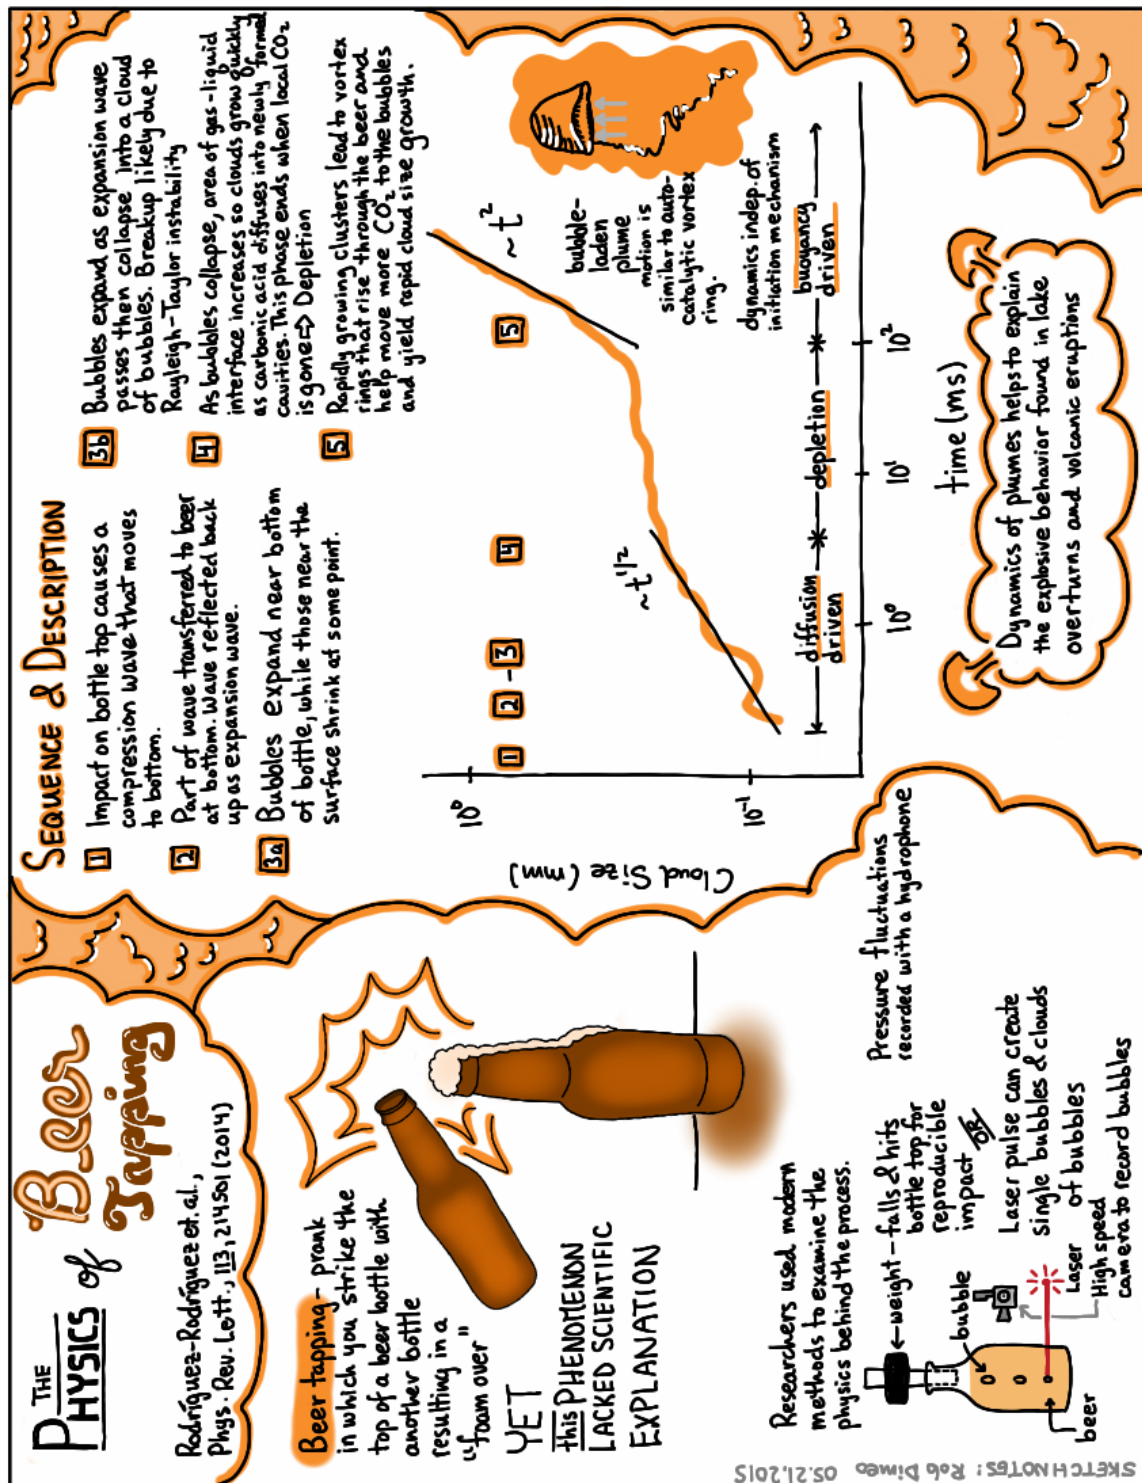 THE
PHYSICS of Beer
Tapping
Rodríguez-Rodríguez et. al.,
Phys. Rev. Lett., 113, 214501 (2014)
Beer tapping- prank
in which you strike the
top of a beer bottle with
another bottle
resulting in a
"foam over"
YET
this PHENOMENON
LACKED SCIENTIFIC
EXPLANATION
Researchers used modern
methods to examine the
physics behind the process.
weight - falls & hits
bottle top for
reproducible
impact OR
bubble
beer
Laser pulse can create
single bubbles & clouds
of bubbles
Laser
High speed
camera to record bubbles
Pressure fluctuations
recorded with a hydrophone
SKETCHNOTES: Rob Dimeo 05.21.2015
SEQUENCE & DESCRIPTION
1 Impact on bottle top causes a
compression wave that moves
to bottom.
2 Part of wave transferred to beer
at bottom. Wave reflected back
up as expansion wave.
3a Bubbles expand near bottom
of bottle, while those near the
surface shrink at some point.
3b Bubbles expand as expansion wave
passes then collapse into a cloud
of bubbles. Breakup likely due to
Rayleigh-Taylor instability
4 As bubbles collapse, area of gas-liquid
interface increases so clouds grow quickly
as carbonic acid diffuses into newly formed
cavities. This phase ends when local CO₂
is gone ⇨ Depletion
5 Rapidly growing clusters lead to vortex
rings that rise through the beer and
help move more CO₂ to the bubbles
and yield rapid cloud size growth.
Cloud Size (mm)
10⁰
10⁻¹
1 2 - 3 4 5
~t^1/2
~t²
bubble-
laden
plume
motion is
similar to auto-
catalytic vortex
ring.
dynamics indep. of
initiation mechanism
diffusion
driven
depletion
buoyancy
driven
10⁰ 10¹ 10²
time (ms)
Dynamics of plumes helps to explain
the explosive behavior found in lake
overturns and volcanic eruptions